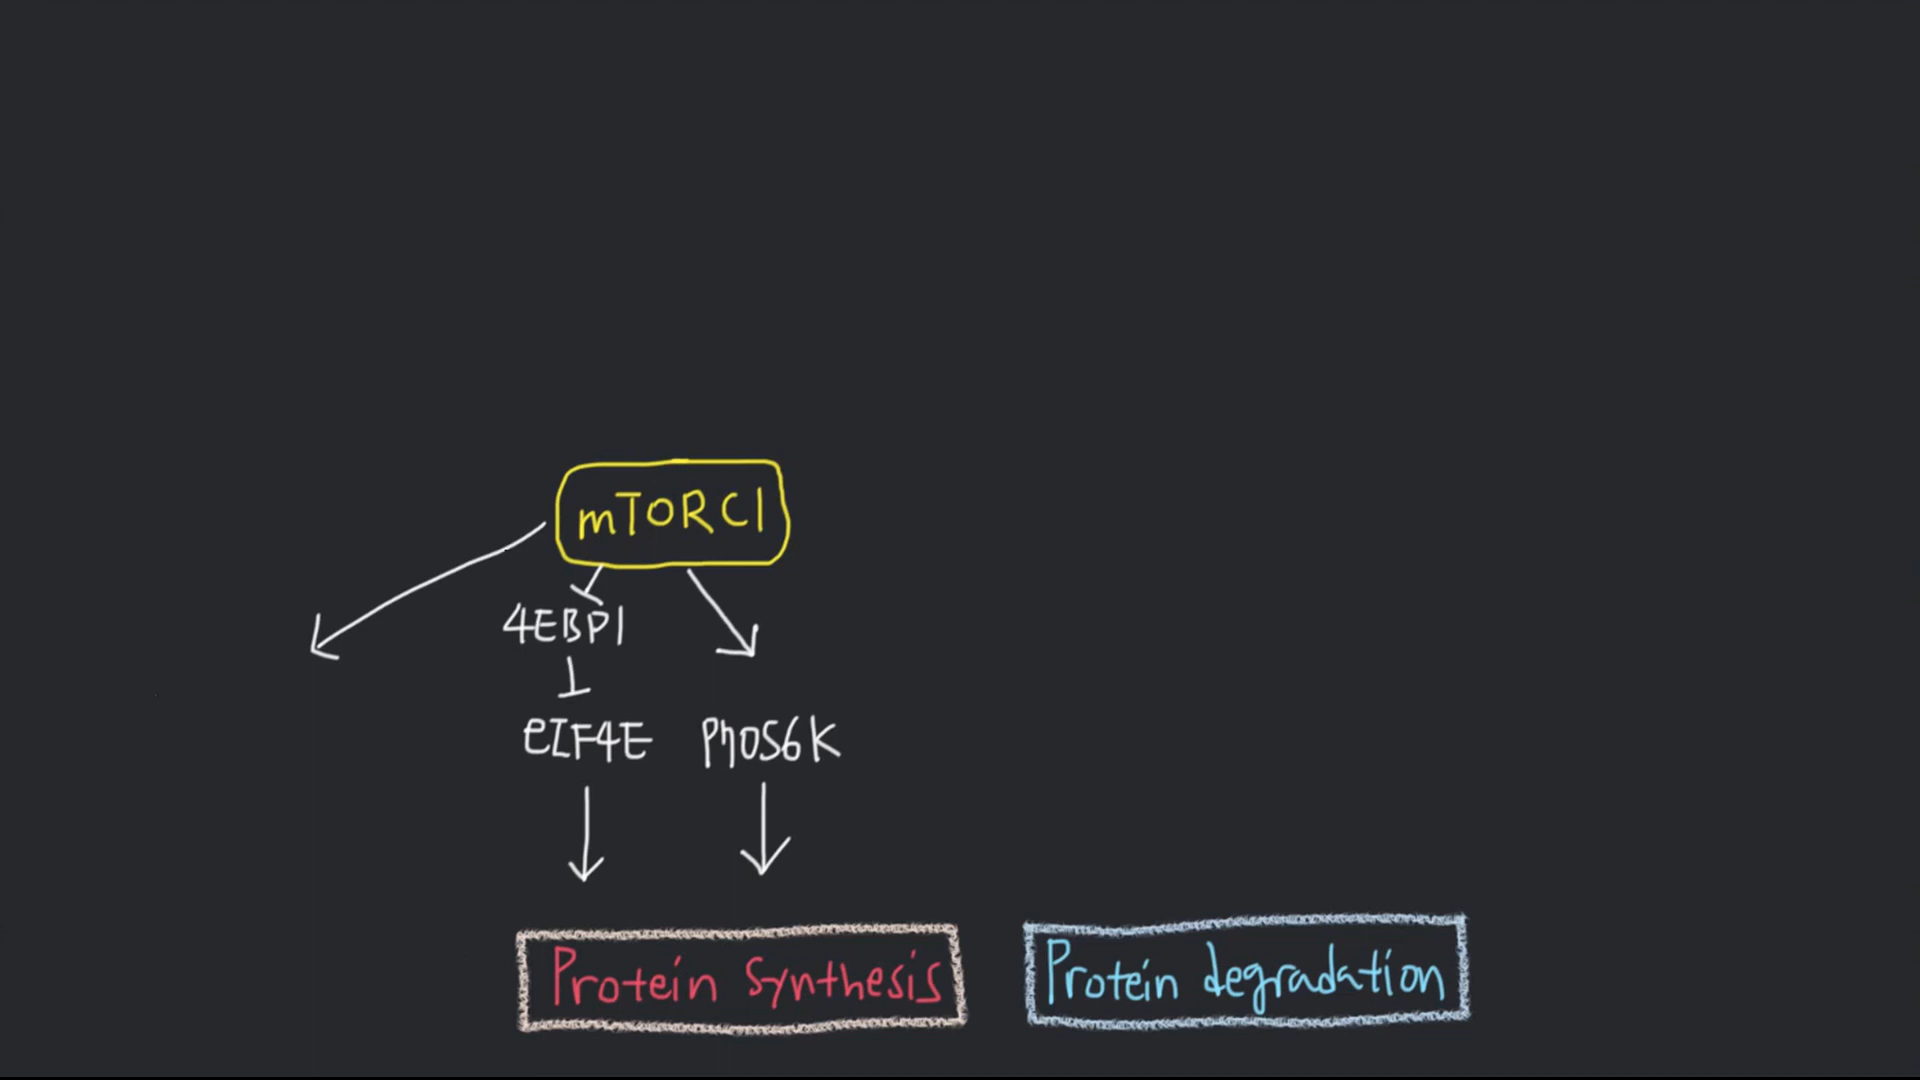 mTORC1
4EBP1
eIF4E P70S6K
Protein Synthesis Protein degradation